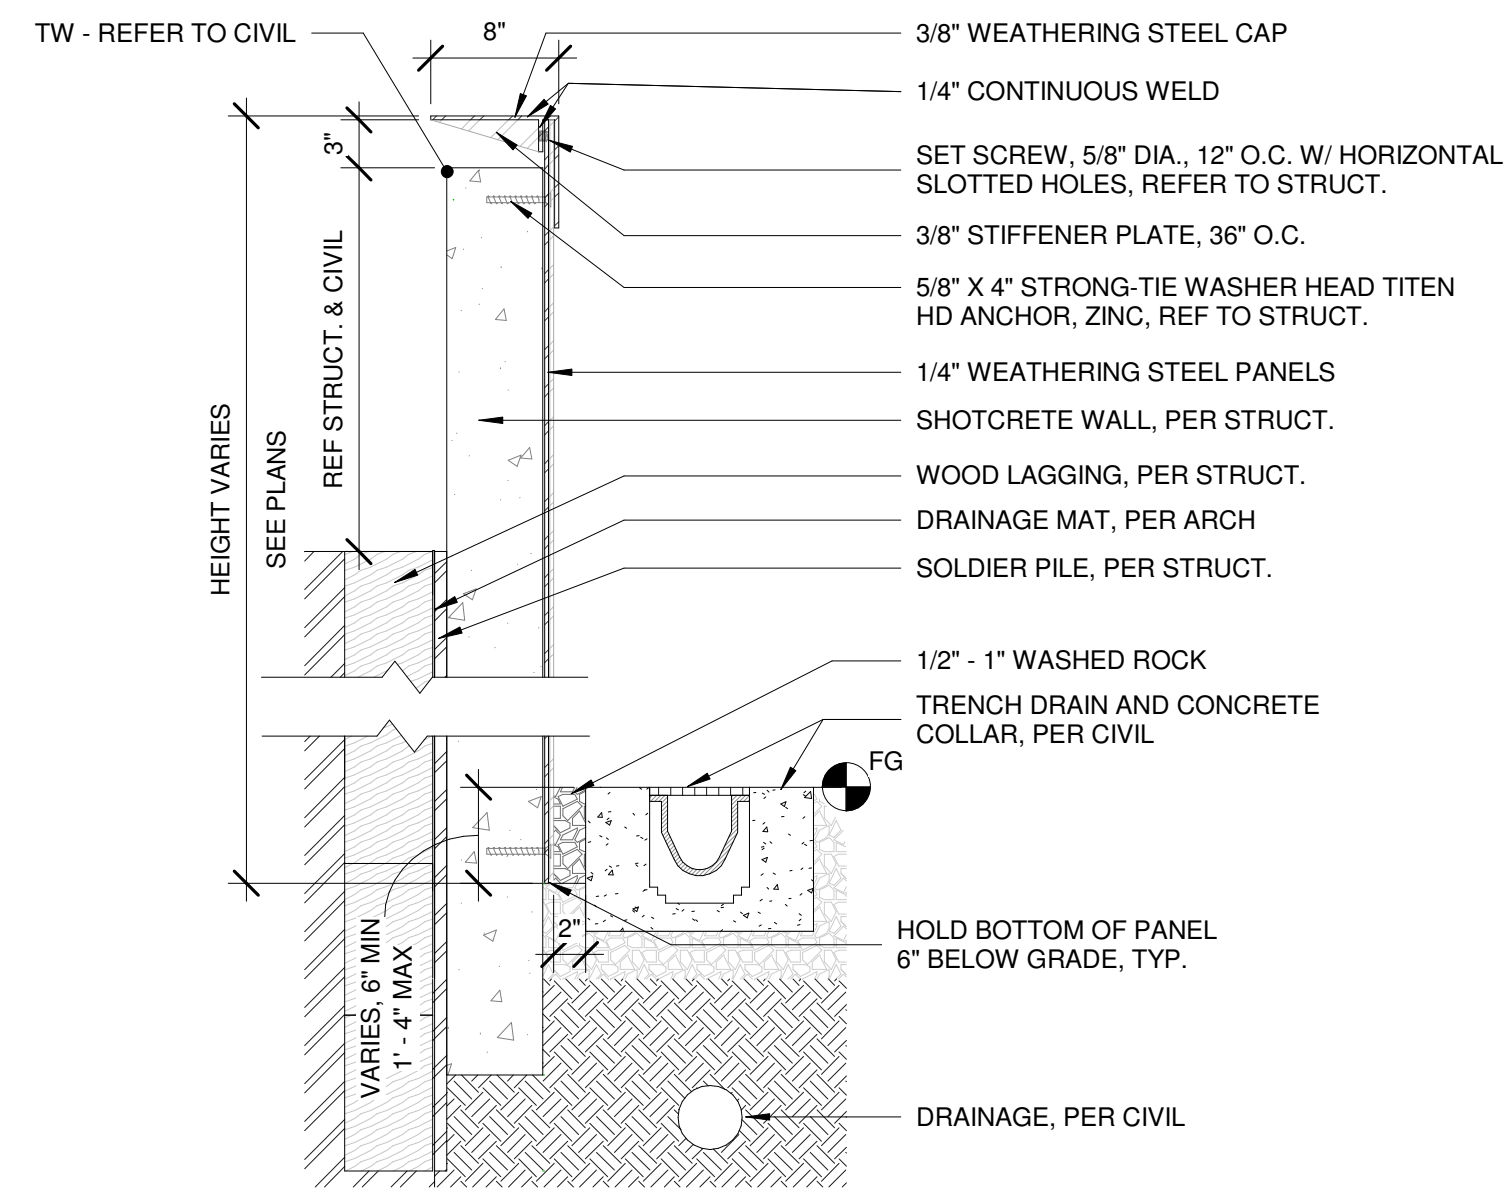 TW - REFER TO CIVIL
8"
3/8" WEATHERING STEEL CAP
1/4" CONTINUOUS WELD
3"
SET SCREW, 5/8" DIA., 12" O.C. W/ HORIZONTAL
SLOTTED HOLES, REFER TO STRUCT.
3/8" STIFFENER PLATE, 36" O.C.
5/8" X 4" STRONG-TIE WASHER HEAD TITEN
HD ANCHOR, ZINC, REF TO STRUCT.
1/4" WEATHERING STEEL PANELS
SHOTCRETE WALL, PER STRUCT.
HEIGHT VARIES
SEE PLANS
REF STRUCT. & CIVIL
WOOD LAGGING, PER STRUCT.
DRAINAGE MAT, PER ARCH
SOLDIER PILE, PER STRUCT.
1/2" - 1" WASHED ROCK
TRENCH DRAIN AND CONCRETE
COLLAR, PER CIVIL
FG
VARIES, 6" MIN
1' - 4" MAX
2"
HOLD BOTTOM OF PANEL
6" BELOW GRADE, TYP.
DRAINAGE, PER CIVIL